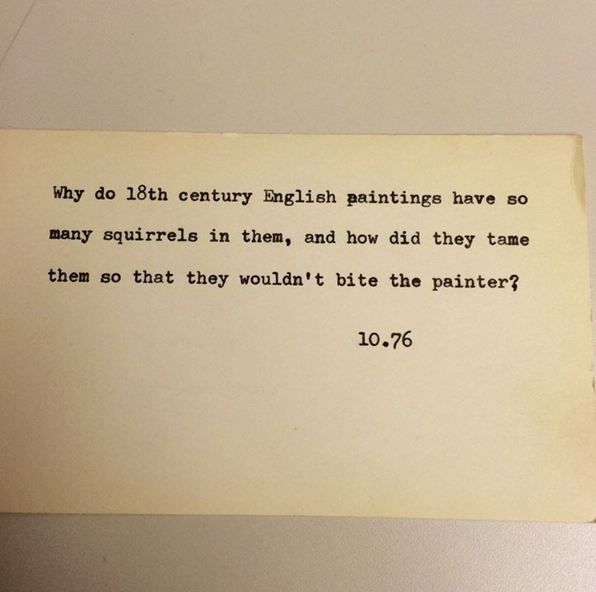 Why do 18th century English paintings have so
many squirrels in them, and how did they tame
them so that they wouldn't bite the painter?
10.76